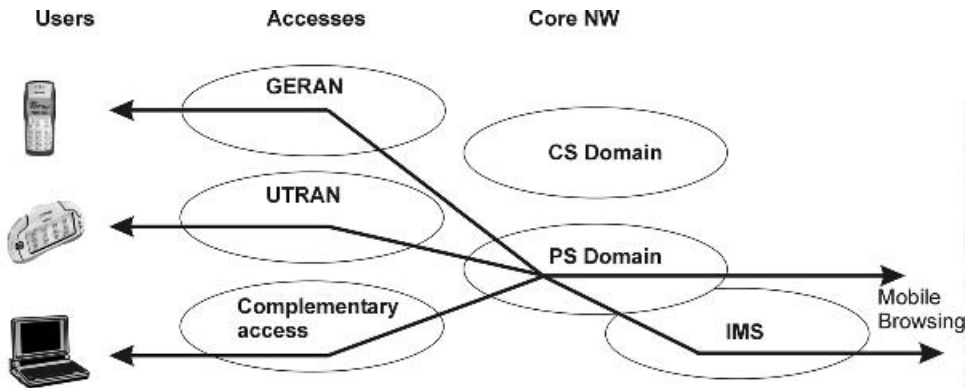 Users Accesses Core NW
GERAN
CS Domain
UTRAN
PS Domain
Complementary
access
Mobile
Browsing
IMS